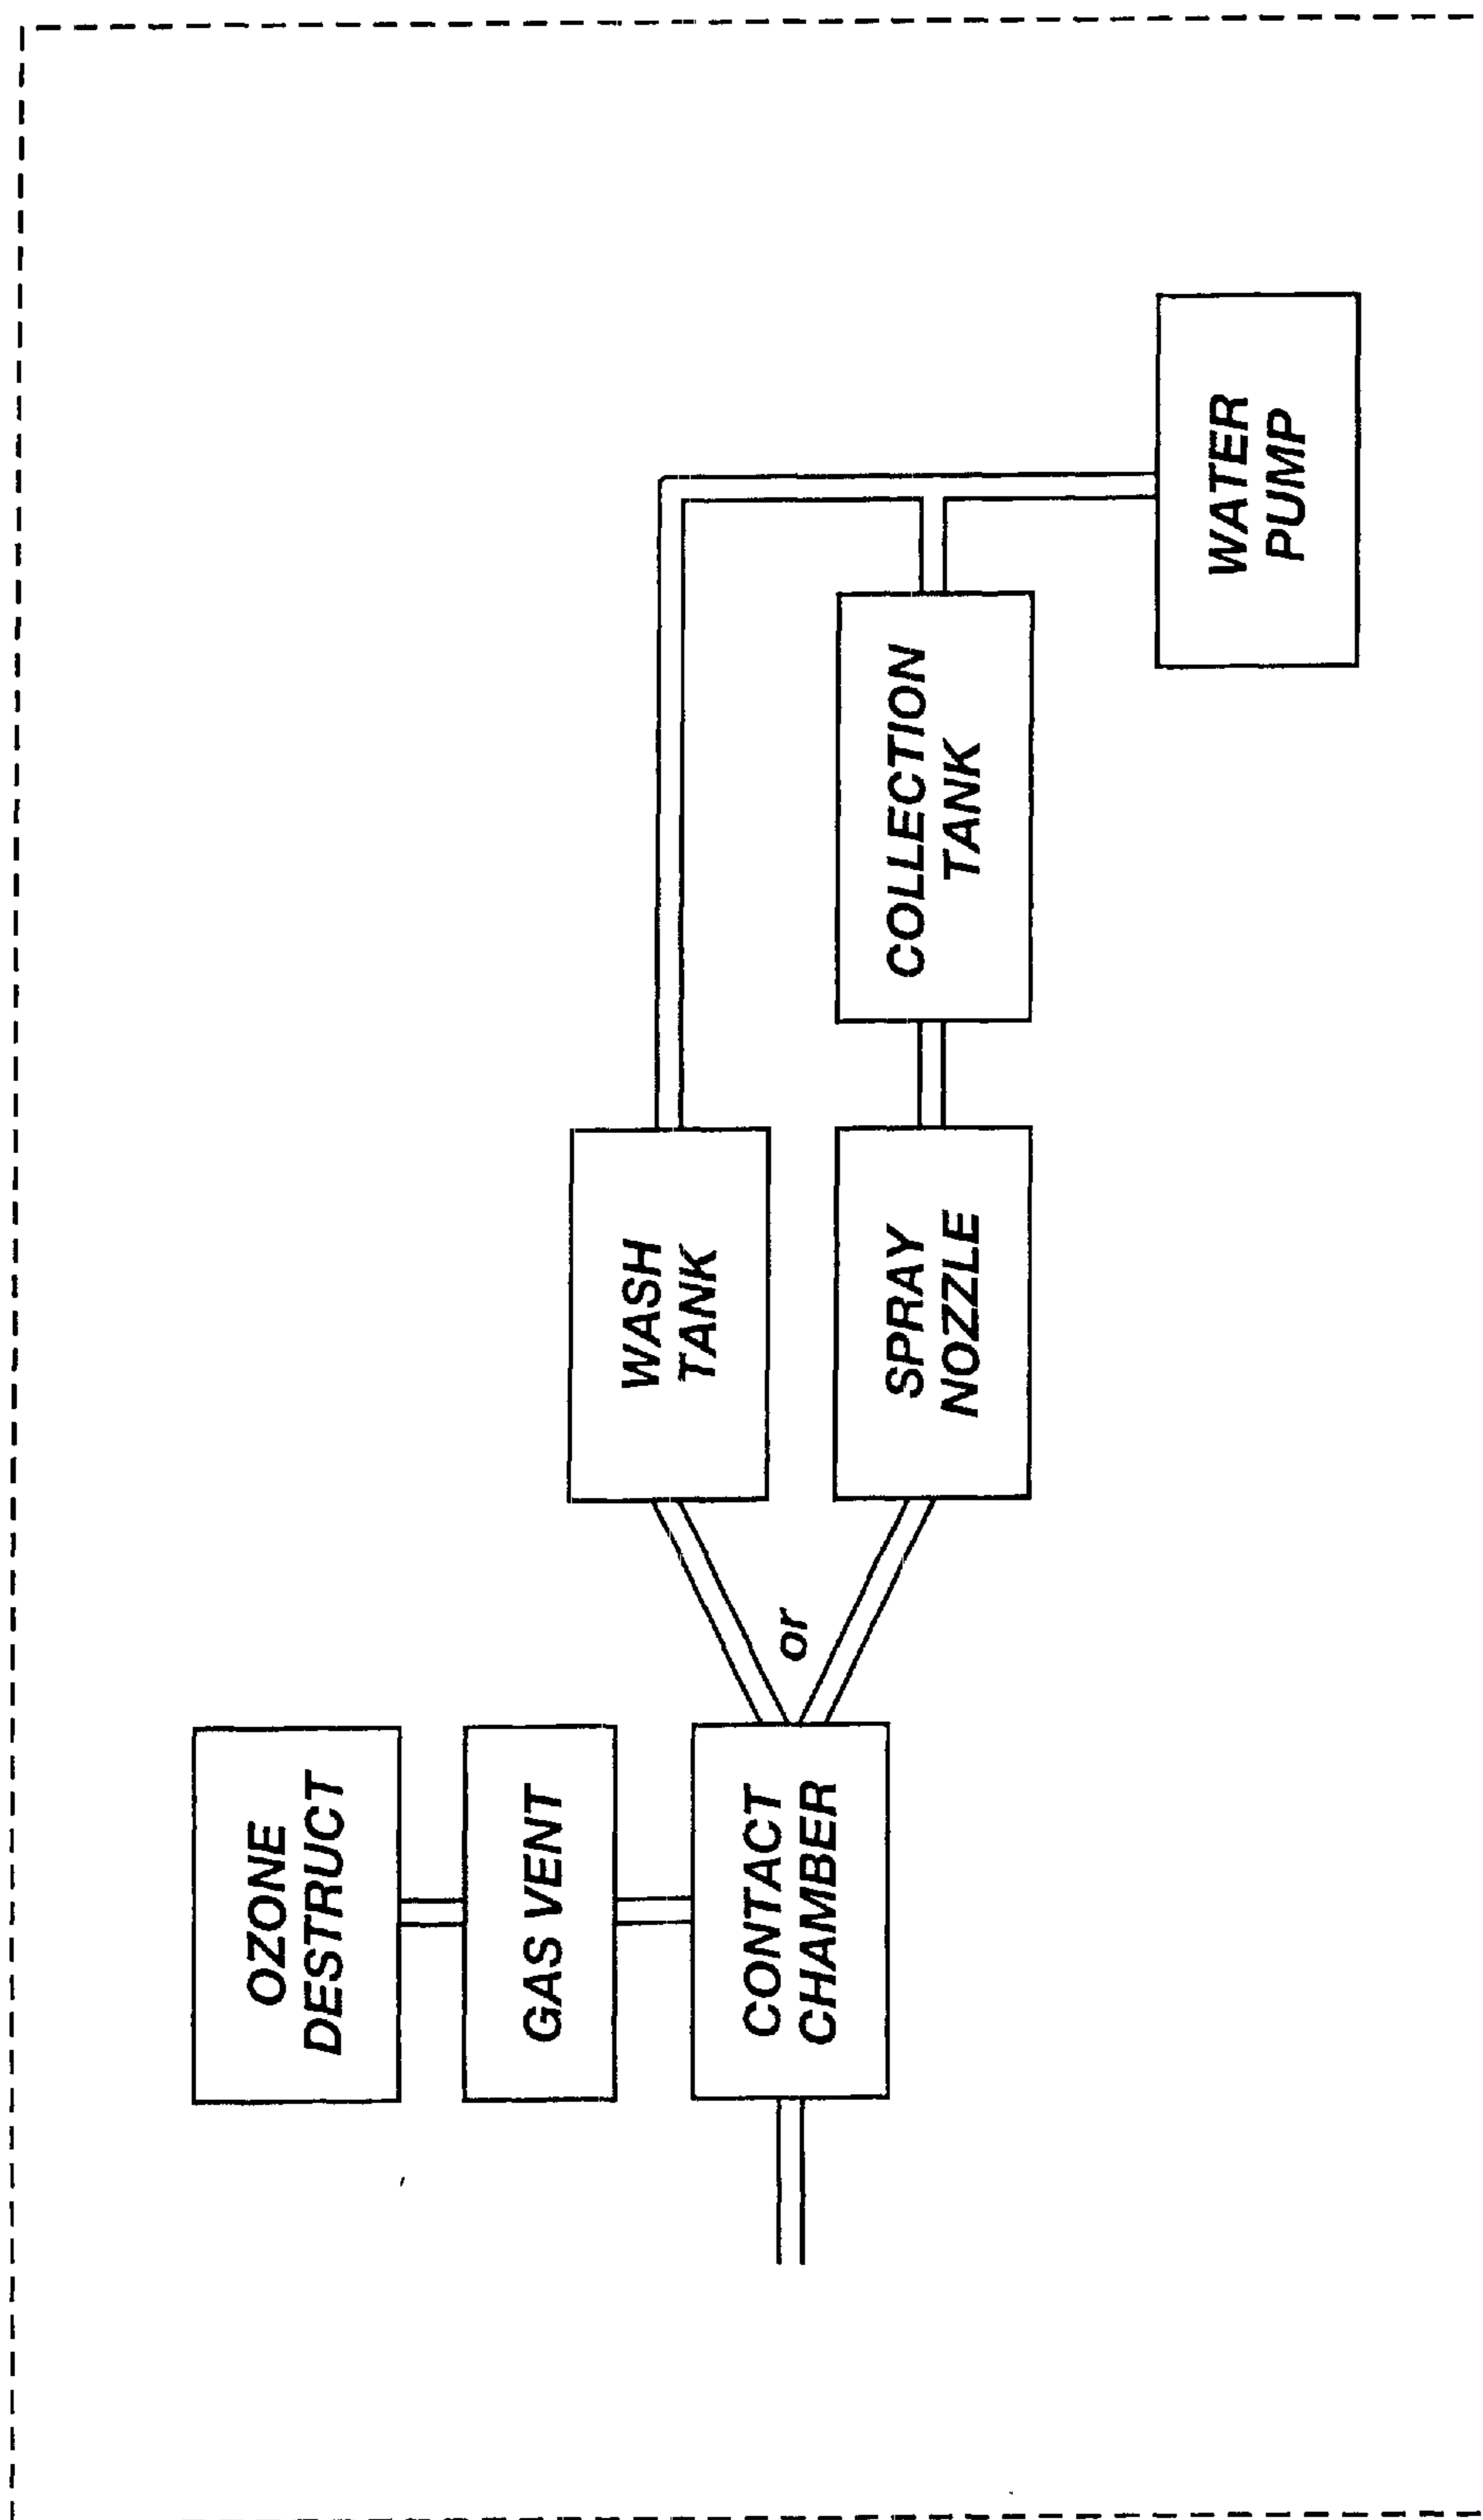 OZONE
DESTRUCT
GAS VENT
CONTACT
CHAMBER
or
WASH
TANK
SPRAY
NOZZLE
COLLECTION
TANK
WATER
PUMP